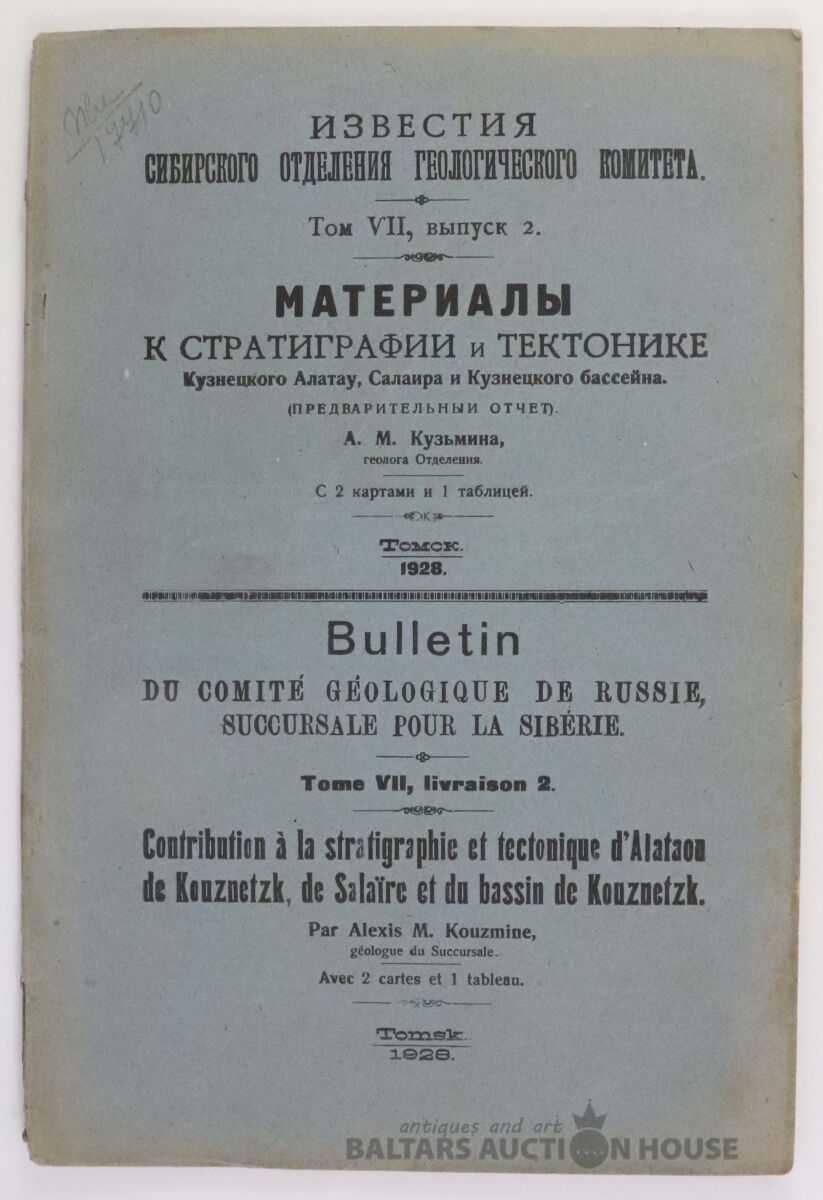 17710
ИЗВЕСТИЯ
СИБИРСКОГО ОТДЕЛЕНИЯ ГЕОЛОГИЧЕСКОГО КОМИТЕТА.
Том VII, выпуск 2.
МАТЕРИАЛЫ
К СТРАТИГРАФИИ и ТЕКТОНИКЕ
Кузнецкого Алатау, Салаира и Кузнецкого бассейна.
(ПРЕДВАРИТЕЛЬНЫИ ОТЧЕТ).
А. М. Кузьмина,
геолога Отделения.
С 2 картами и 1 таблицей.
Томск.
1928.
Bulletin
DU COMITÉ GÉOLOGIQUE DE RUSSIE,
SUCCURSALE POUR LA SIBÉRIE.
Tome VII, livraison 2.
Contribution à la stratigraphie et tectonique d'Alataou
de Kouznetzk, de Salaïre et du bassin de Kouznetzk.
Par Alexis M. Kouzmine,
géologue du Succursale.
Avec 2 cartes et 1 tableau.
Tomsk.
1928.
antiques and art
BALTARS AUCTION HOUSE